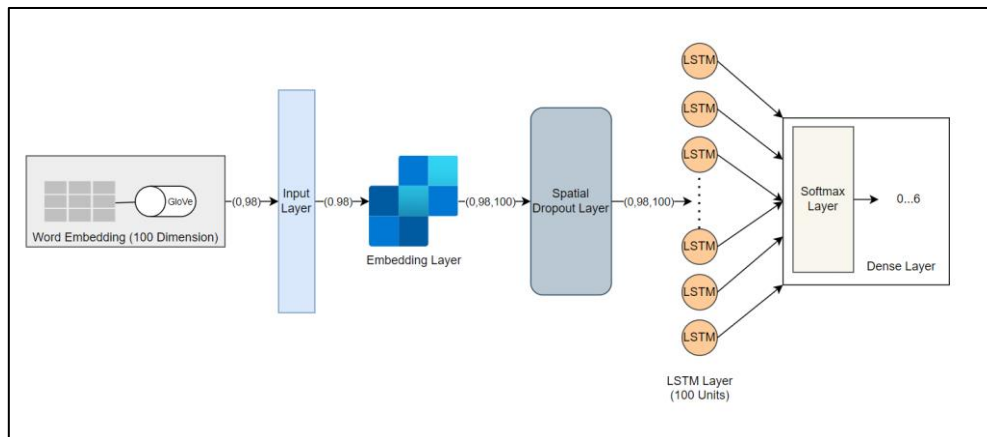 GloVe
Word Embedding (100 Dimension)
(0,98)
Input
Layer
(0.98)
Embedding Layer
(0,98,100)
Spatial
Dropout Layer
(0,98,100)
LSTM
LSTM
LSTM
LSTM
LSTM
LSTM
LSTM Layer
(100 Units)
Softmax
Layer
0...6
Dense Layer